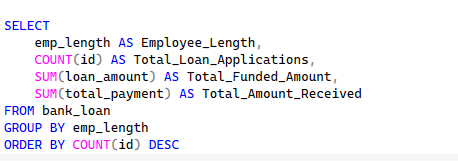 SELECT
    emp_length AS Employee_Length,
    COUNT(id) AS Total_Loan_Applications,
    SUM(loan_amount) AS Total_Funded_Amount,
    SUM(total_payment) AS Total_Amount_Received
FROM bank_loan
GROUP BY emp_length
ORDER BY COUNT(id) DESC